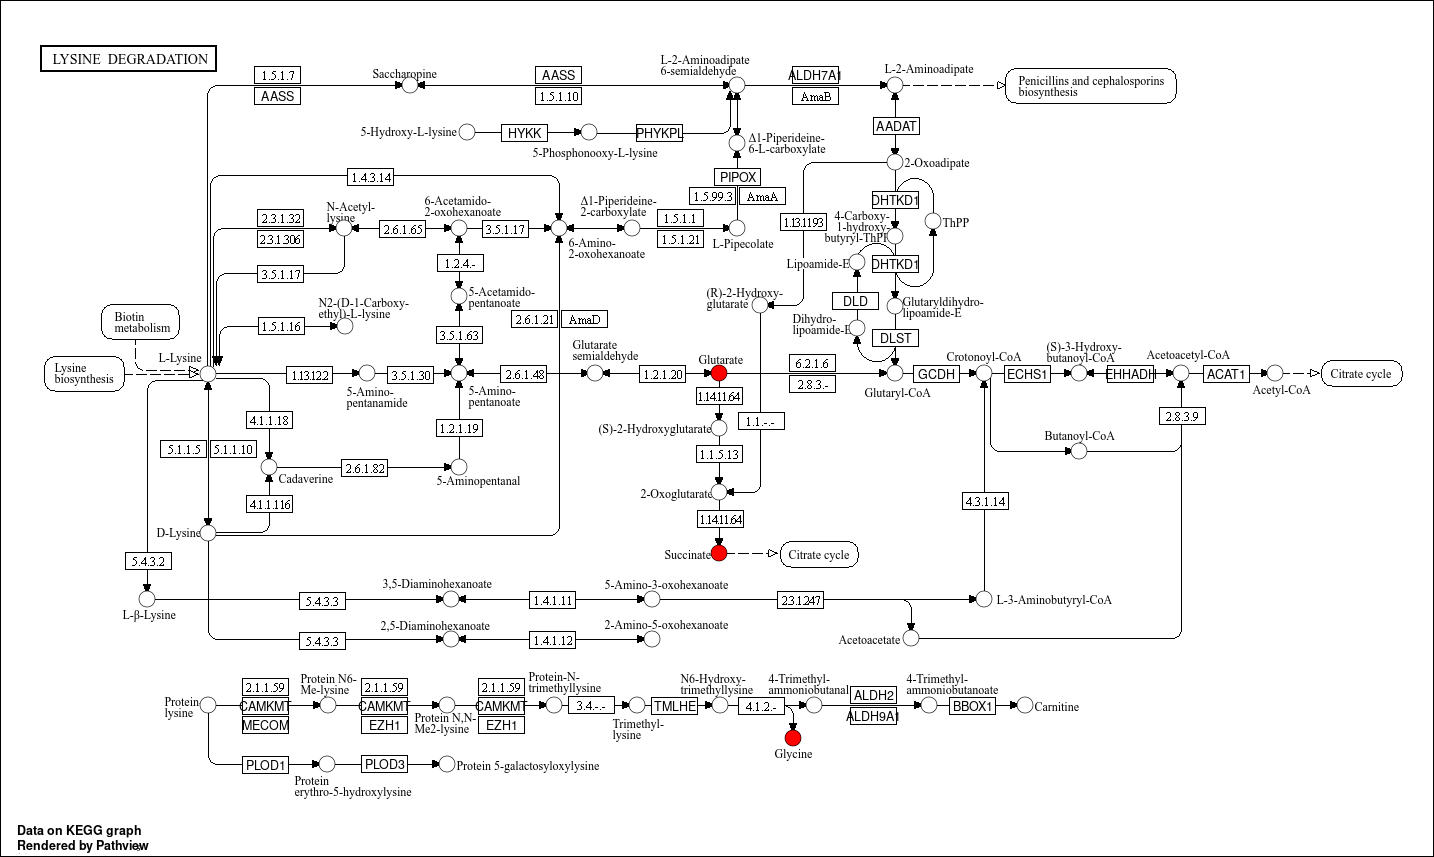 LYSINE DEGRADATION
1.5.1.7
AASS
Saccharopine
AASS
1.5.1.10
L-2-Aminoadipate
6-semialdehyde
ALDH7A1
AmaB
L-2-Aminoadipate
Penicillins and cephalosporins
biosynthesis
5-Hydroxy-L-lysine
HYKK
5-Phosphonooxy-L-lysine
PHYKPL
Δ1-Piperideine-
6-L-carboxylate
AADAT
2-Oxoadipate
1.4.3.14
PIPOX
1.5.99.3
AmaA
DHTKD1
N-Acetyl-
lysine
2.3.1.32
2.3.1.306
2.6.1.65
6-Acetamido-
2-oxohexanoate
3.5.1.17
6-Amino-
2-oxohexanoate
Δ1-Piperideine-
2-carboxylate
1.5.1.1
1.5.1.21
L-Pipecolate
1.13.1193
4-Carboxy-
1-hydroxy-
butyryl-ThPP
ThPP
3.5.1.17
1.2.4.-
Lipoamide-E
DHTKD1
N2-(D-1-Carboxy-
ethyl)-L-lysine
5-Acetamido-
pentanoate
(R)-2-Hydroxy-
glutarate
DLD
Glutaryldihydro-
lipoamide-E
Biotin
metabolism
1.5.1.16
2.6.1.21
AmaD
Dihydro-
lipoamide-E
3.5.1.63
DLST
L-Lysine
Lysine
biosynthesis
1.13.12.2
5-Amino-
pentanamide
3.5.1.30
5-Amino-
pentanoate
2.6.1.48
Glutarate
semialdehyde
1.2.1.20
Glutarate
6.2.1.6
2.8.3.-
Glutaryl-CoA
GCDH
Crotonoyl-CoA
ECHS1
(S)-3-Hydroxy-
butanoyl-CoA
EHHADH
Acetoacetyl-CoA
ACAT1
Acetyl-CoA
Citrate cycle
1.14.11.64
4.1.1.18
1.2.1.19
(S)-2-Hydroxyglutarate
1.1.-.-
2.8.3.9
5.1.1.5
5.1.1.10
1.1.5.13
Butanoyl-CoA
Cadaverine
2.6.1.82
5-Aminopentanal
2-Oxoglutarate
4.1.1.116
1.14.11.64
4.3.1.14
D-Lysine
Succinate
Citrate cycle
5.4.3.2
L-β-Lysine
5.4.3.3
3,5-Diaminohexanoate
1.4.1.11
5-Amino-3-oxohexanoate
2.3.1.247
L-3-Aminobutyryl-CoA
5.4.3.3
2,5-Diaminohexanoate
1.4.1.12
2-Amino-5-oxohexanoate
Acetoacetate
Protein
lysine
2.1.1.59
CAMKMT
MECOM
Protein N6-
Me-lysine
2.1.1.59
CAMKMT
EZH1
Protein N,N-
Me2-lysine
2.1.1.59
CAMKMT
EZH1
Protein-N-
trimethyllysine
3.4.-.-
Trimethyl-
lysine
TMLHE
N6-Hydroxy-
trimethyllysine
4.1.2.-
Glycine
4-Trimethyl-
ammoniobutanal
ALDH2
ALDH9A1
4-Trimethyl-
ammoniobutanoate
BBOX1
Carnitine
PLOD1
Protein
erythro-5-hydroxylysine
PLOD3
Protein 5-galactosyloxylysine
Data on KEGG graph
Rendered by Pathview